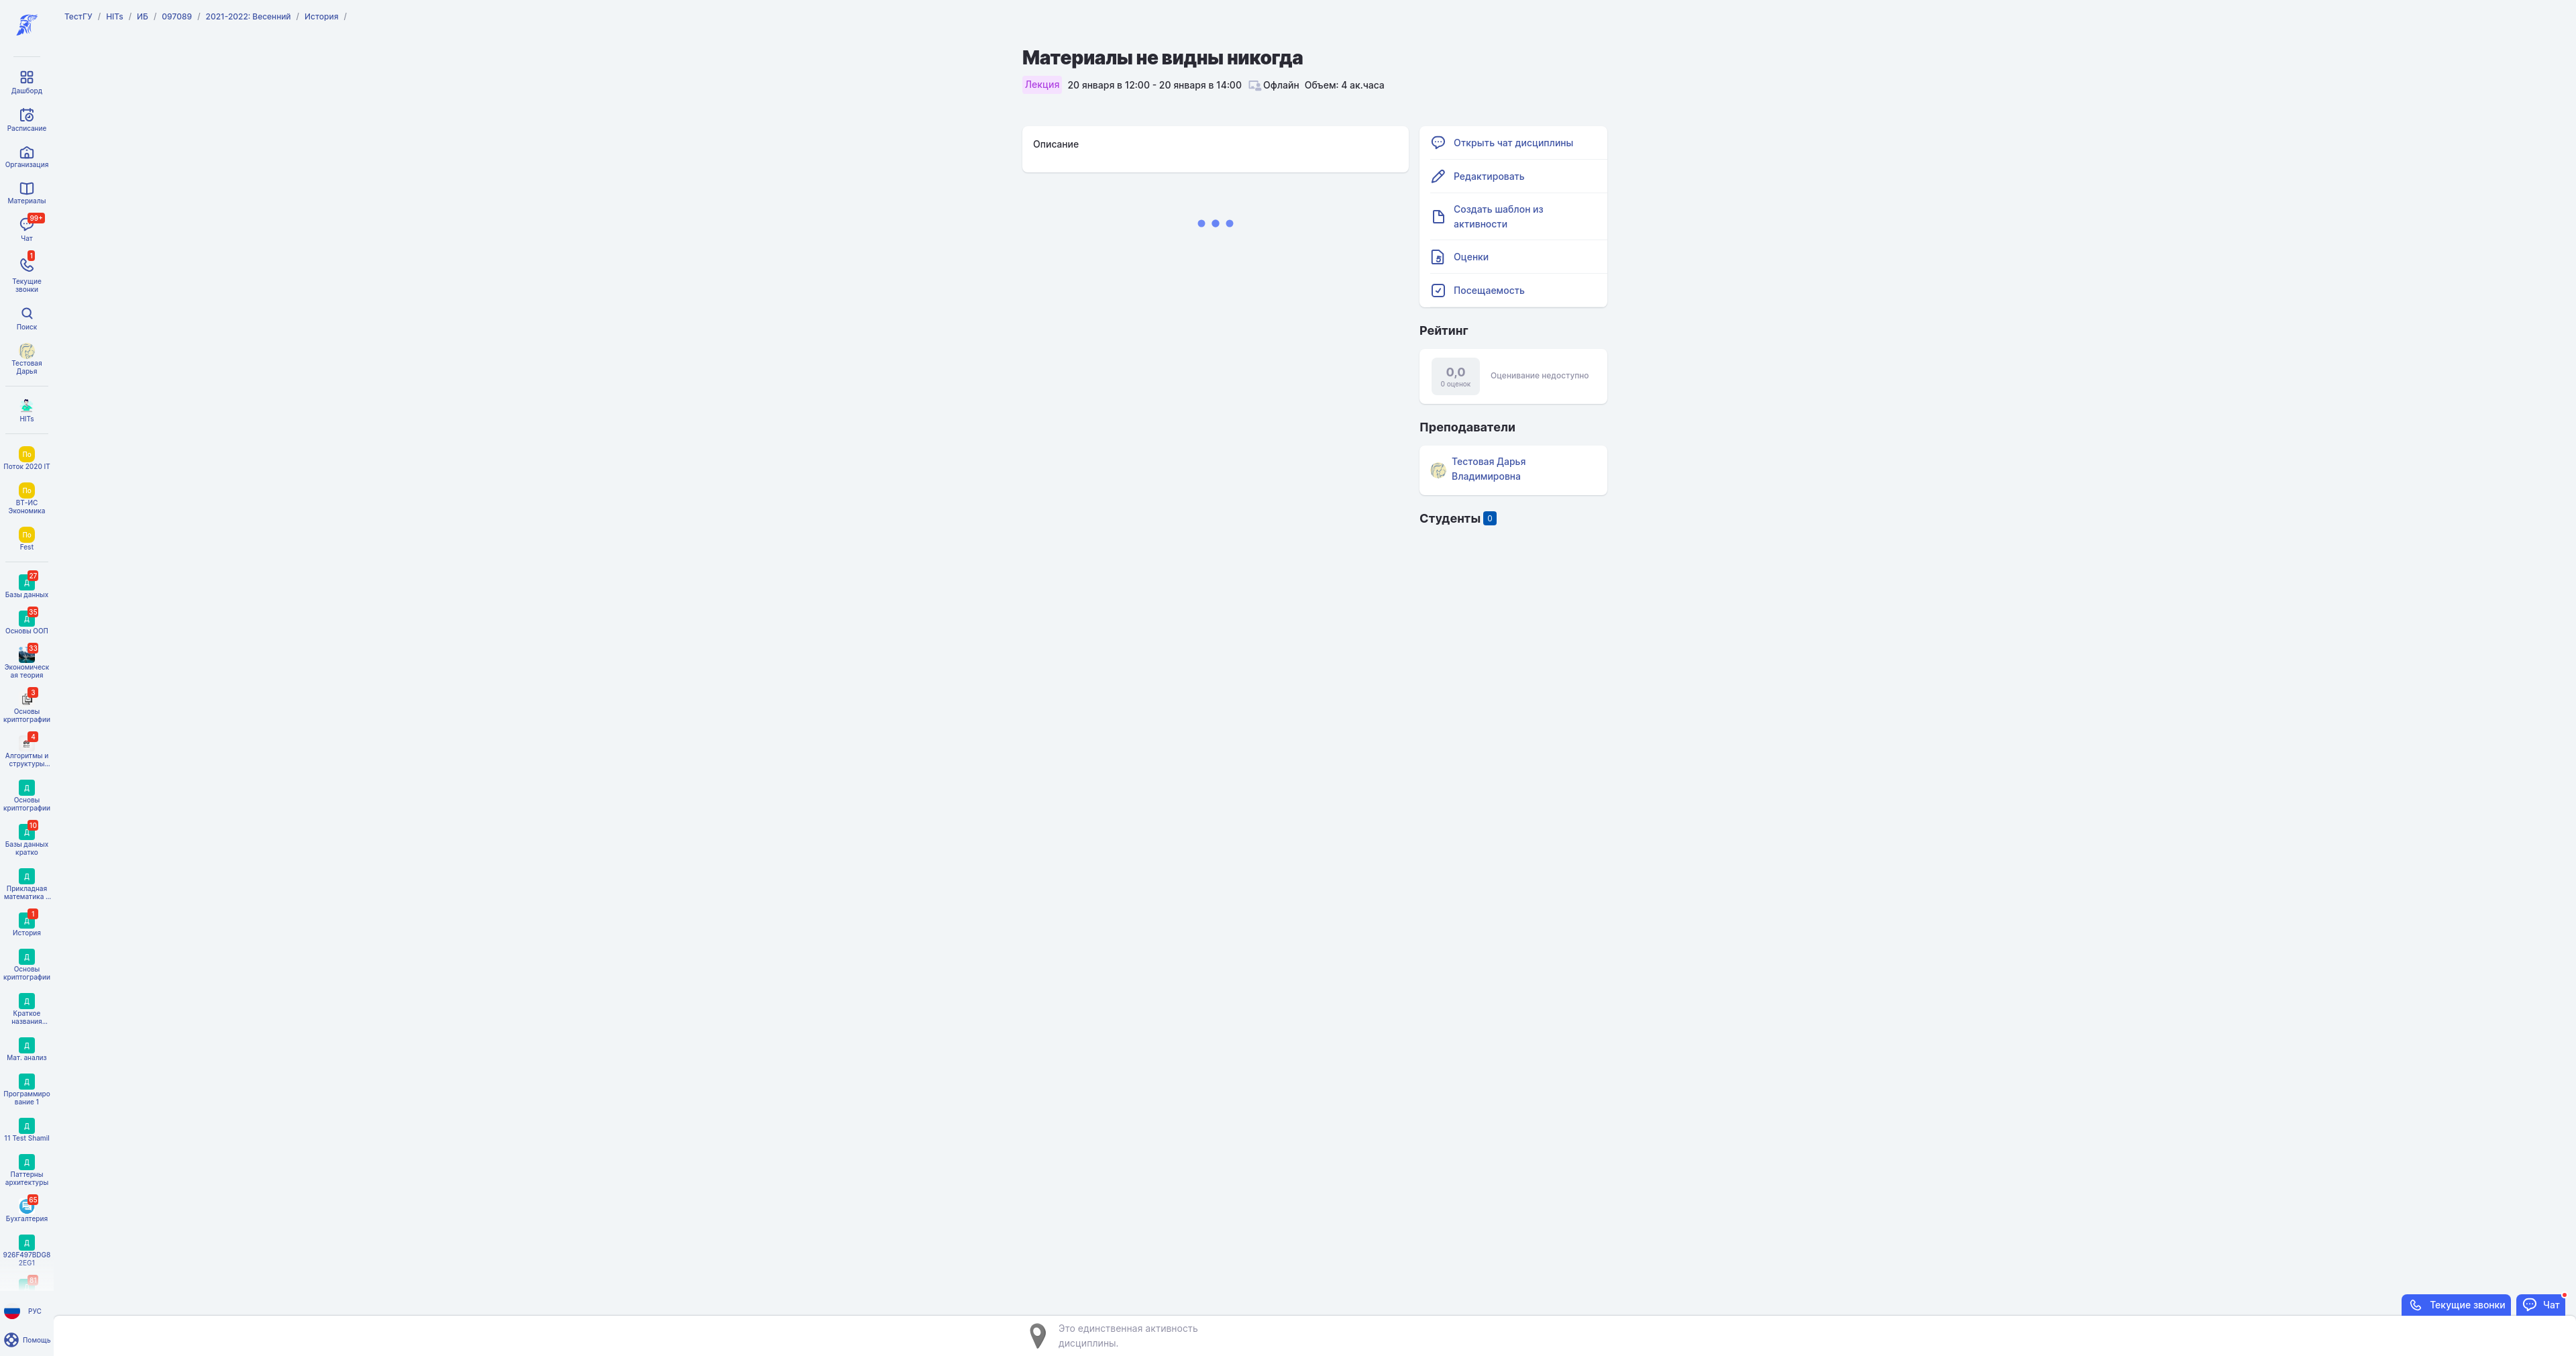 ТестГУ / HITs / ИБ / 097089 / 2021-2022: Весенний / История /
Дашборд
Расписание
Организация
Материалы
99+
Чат
1
Текущие
звонки
Поиск
Тестовая
Дарья
HITs
По
Поток 2020 IT
По
ВТ-ИС
Экономика
По
Fest
Д 27
Базы данных
Д 35
Основы ООП
33
Экономическ
ая теория
3
Основы
криптографии
4
Алгоритмы и
структуры...
Д
Основы
криптографии
Д 10
Базы данных
кратко
Д
Прикладная
математика ...
Д 1
История
Д
Основы
криптографии
Д
Краткое
названия...
Д
Мат. анализ
Д
Программиро
вание 1
Д
11 Test Shamil
Д
Паттерны
архитектуры
65
Бухгалтерия
Д
926F497BDG8
2EG1
РУС
Помощь
Материалы не видны никогда
Лекция 20 января в 12:00 - 20 января в 14:00 Офлайн Объем: 4 ак.часа
Описание
Открыть чат дисциплины
Редактировать
Создать шаблон из
активности
Оценки
Посещаемость
Рейтинг
0,0
0 оценок
Оценивание недоступно
Преподаватели
Тестовая Дарья
Владимировна
Студенты 0
Текущие звонки
Чат
Это единственная активность
дисциплины.